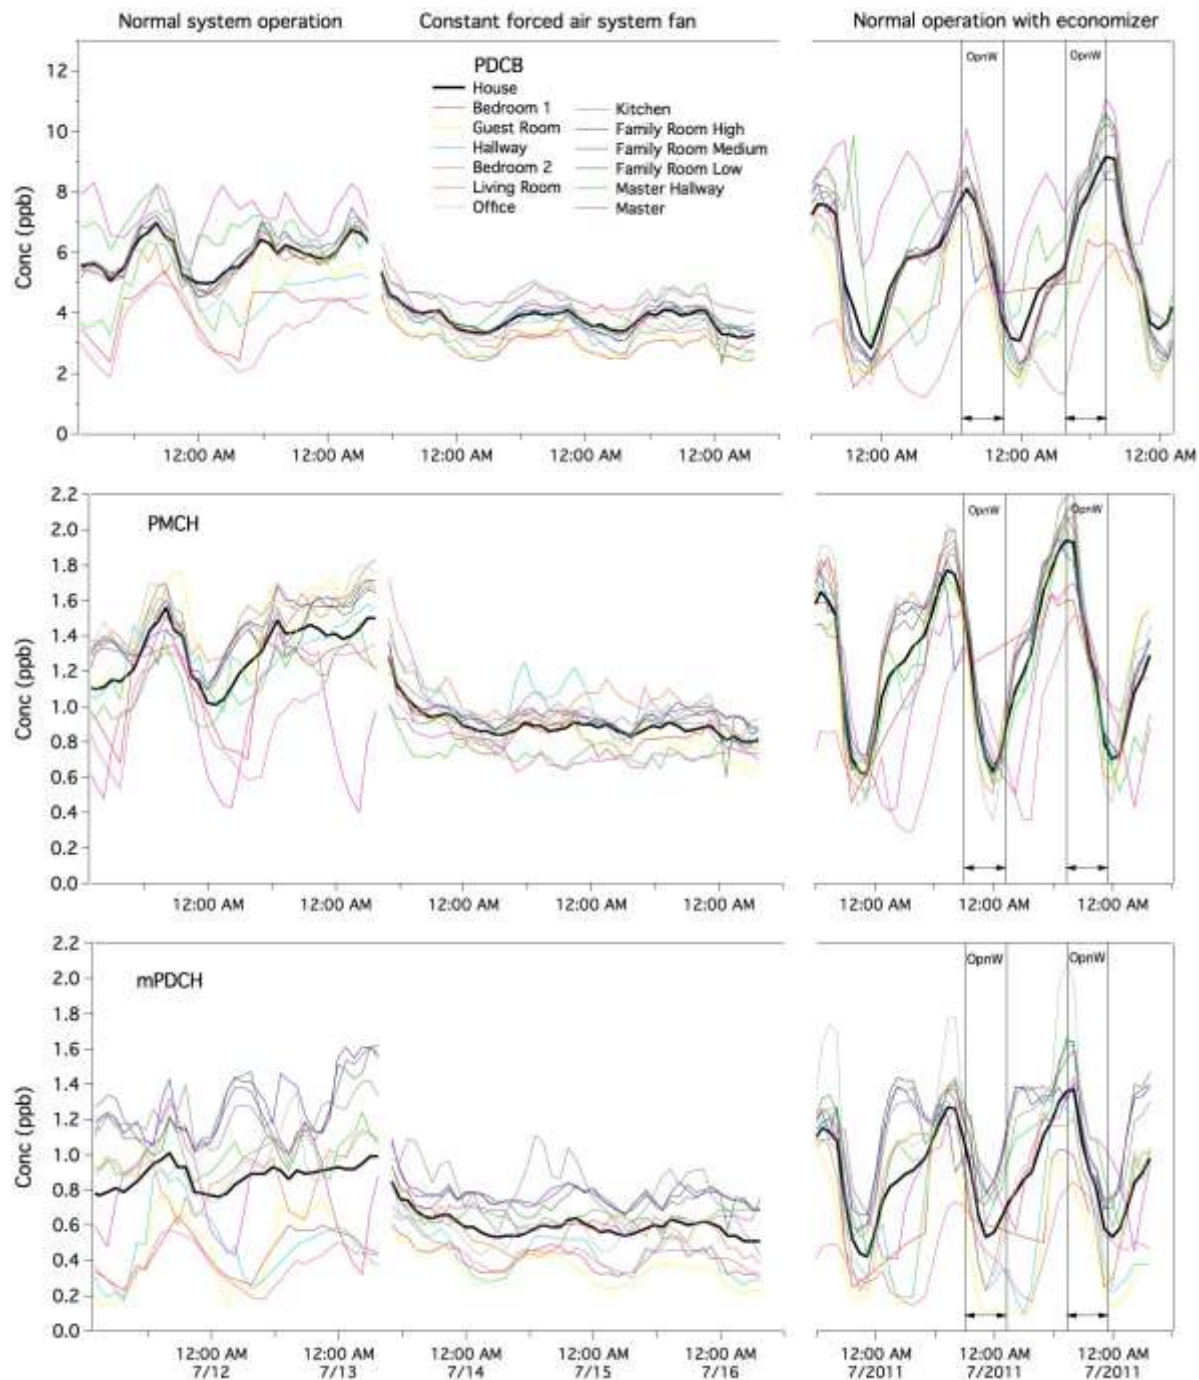 Normal system operation Constant forced air system fan Normal operation with economizer
12
10
8
6
4
2
0
Conc (ppb)
PDCB
House
Bedroom 1
Guest Room
Hallway
Bedroom 2
Living Room
Office
Kitchen
Family Room High
Family Room Medium
Family Room Low
Master Hallway
Master
OpnW OpnW
12:00 AM 12:00 AM 12:00 AM 12:00 AM 12:00 AM 12:00 AM 12:00 AM 12:00 AM
2.2
2.0
1.8
1.6
1.4
1.2
1.0
0.8
0.6
0.4
0.2
0.0
Conc (ppb)
PMCH
OpnW OpnW
12:00 AM 12:00 AM 12:00 AM 12:00 AM 12:00 AM 12:00 AM 12:00 AM 12:00 AM
2.2
2.0
1.8
1.6
1.4
1.2
1.0
0.8
0.6
0.4
0.2
0.0
Conc (ppb)
mPDCH
OpnW OpnW
12:00 AM 12:00 AM 12:00 AM 12:00 AM 12:00 AM 12:00 AM 12:00 AM 12:00 AM
7/12 7/13 7/14 7/15 7/16 7/2011 7/2011 7/2011